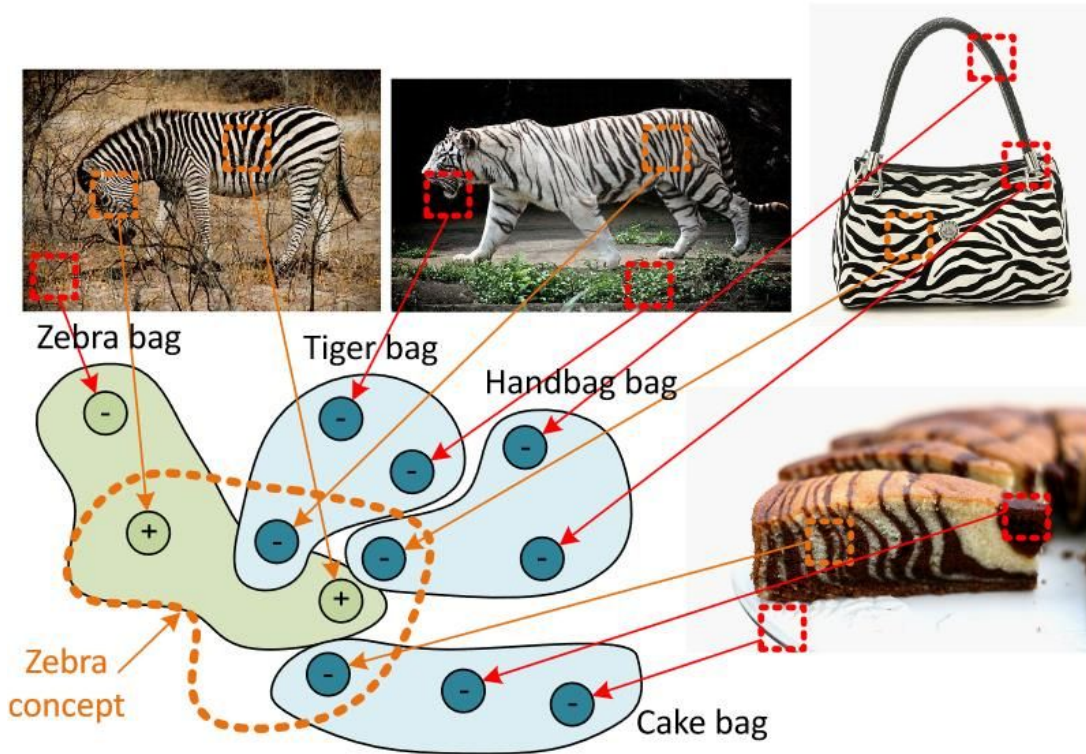 Zebra bag
Tiger bag
Handbag bag
-
-
-
-
+
-
-
-
+
Zebra
concept
-
-
-
Cake bag